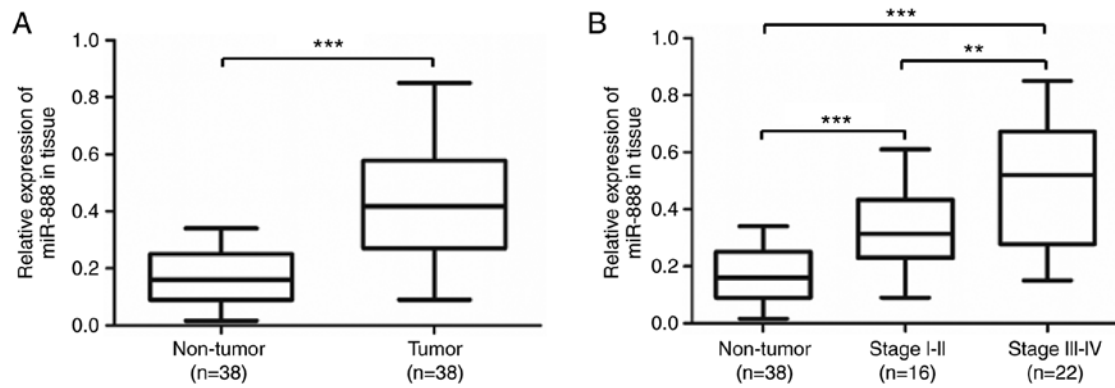 A
Relative expression of
miR-888 in tissue
1.0
0.8
0.6
0.4
0.2
0.0
***
Non-tumor
(n=38)
Tumor
(n=38)
B
Relative expression of
miR-888 in tissue
1.0
0.8
0.6
0.4
0.2
0.0
***
**
***
Non-tumor
(n=38)
Stage I-II
(n=16)
Stage III-IV
(n=22)